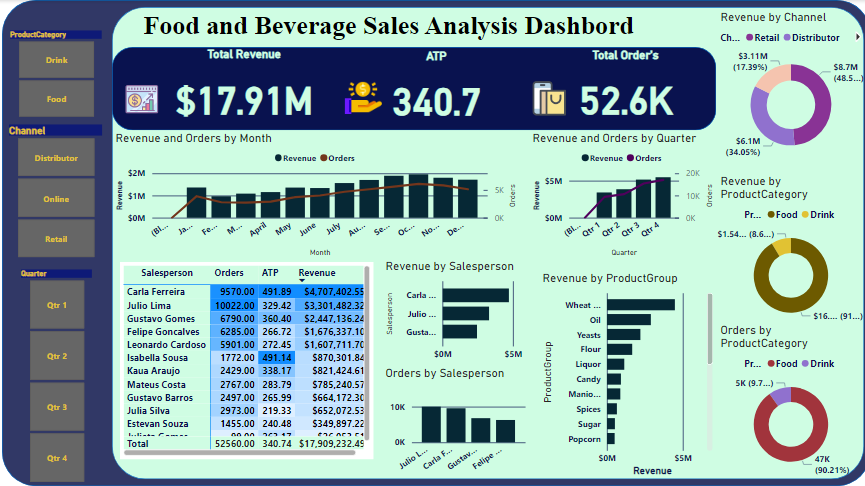 Food and Beverage Sales Analysis Dashbord
ProductCategory
Drink
Food
Channel
Distributor
Online
Retail
Quarter
Qtr 1
Qtr 2
Qtr 3
Qtr 4
Total Revenue
ATP
Total Order's
$17.91M
340.7
52.6K
Revenue and Orders by Month
Revenue Orders
$2M
$1M
$0M
5K
0K
Revenue
Orders
(Bl... Ja... Fe... M... April May June July Au... Se... Oc... No... De...
Month
Revenue and Orders by Quarter
Revenue Orders
$5M
$0M
20K
10K
0K
Revenue
Orders
(Bl... Qtr 1 Qtr 2 Qtr 3 Qtr 4
Quarter
Salesperson Orders ATP Revenue
Carla Ferreira 9570.00 491.89 $4,707,402.55
Julio Lima 10022.00 329.42 $3,301,482.32
Gustavo Gomes 6790.00 360.40 $2,447,136.24
Felipe Goncalves 6285.00 266.72 $1,676,337.10
Leonardo Cardoso 5901.00 272.45 $1,607,711.70
Isabella Sousa 1772.00 491.14 $870,301.84
Kaua Araujo 2429.00 338.17 $821,424.61
Mateus Costa 2767.00 283.79 $785,240.57
Gustavo Barros 2497.00 265.99 $664,172.30
Julia Silva 2973.00 219.33 $652,072.53
Estevan Souza 1455.00 240.48 $349,897.22
Total 52560.00 340.74 $17,909,232.49
Revenue by Salesperson
Salesperson
Carla ...
Julio ...
Gusta...
$0M $5M
Orders by Salesperson
10K
0K
Julio L... Carla F... Gustav... Felipe ...
Revenue by ProductGroup
ProductGroup
Wheat ...
Oil
Yeasts
Flour
Liquor
Candy
Manio...
Spices
Sugar
Popcorn
$0M $5M
Revenue
Revenue by Channel
Ch... Retail Distributor
$3.11M
(17.39%)
$8.7M
(48.5...)
$6.1M
(34.05%)
Revenue by
ProductCategory
Pr... Food Drink
$1.54... (8.6...)
$16.... (91...)
Orders by
ProductCategory
Pr... Food Drink
5K (9.7...)
47K
(90.21%)